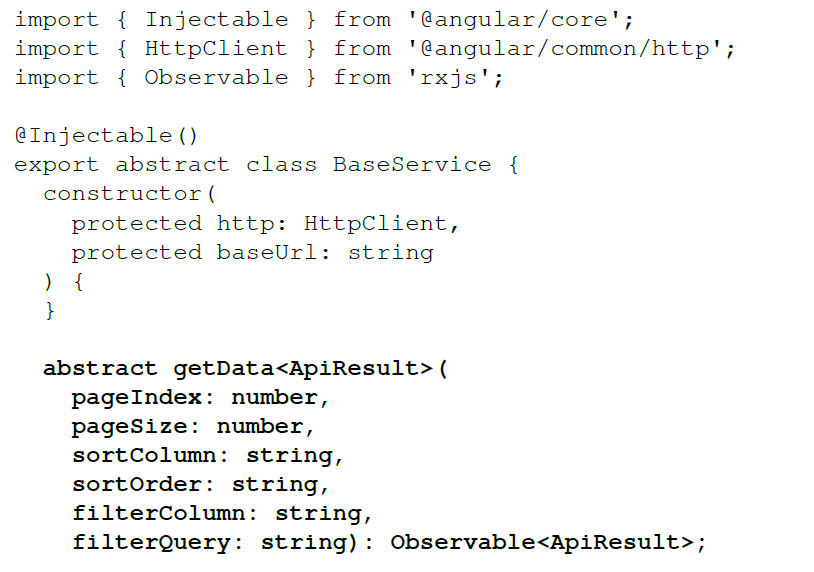 import { Injectable } from '@angular/core';
import { HttpClient } from '@angular/common/http';
import { Observable } from 'rxjs';

@Injectable()
export abstract class BaseService {
  constructor(
    protected http: HttpClient,
    protected baseUrl: string
  ) {
  }

  abstract getData<ApiResult>(
    pageIndex: number,
    pageSize: number,
    sortColumn: string,
    sortOrder: string,
    filterColumn: string,
    filterQuery: string): Observable<ApiResult>;